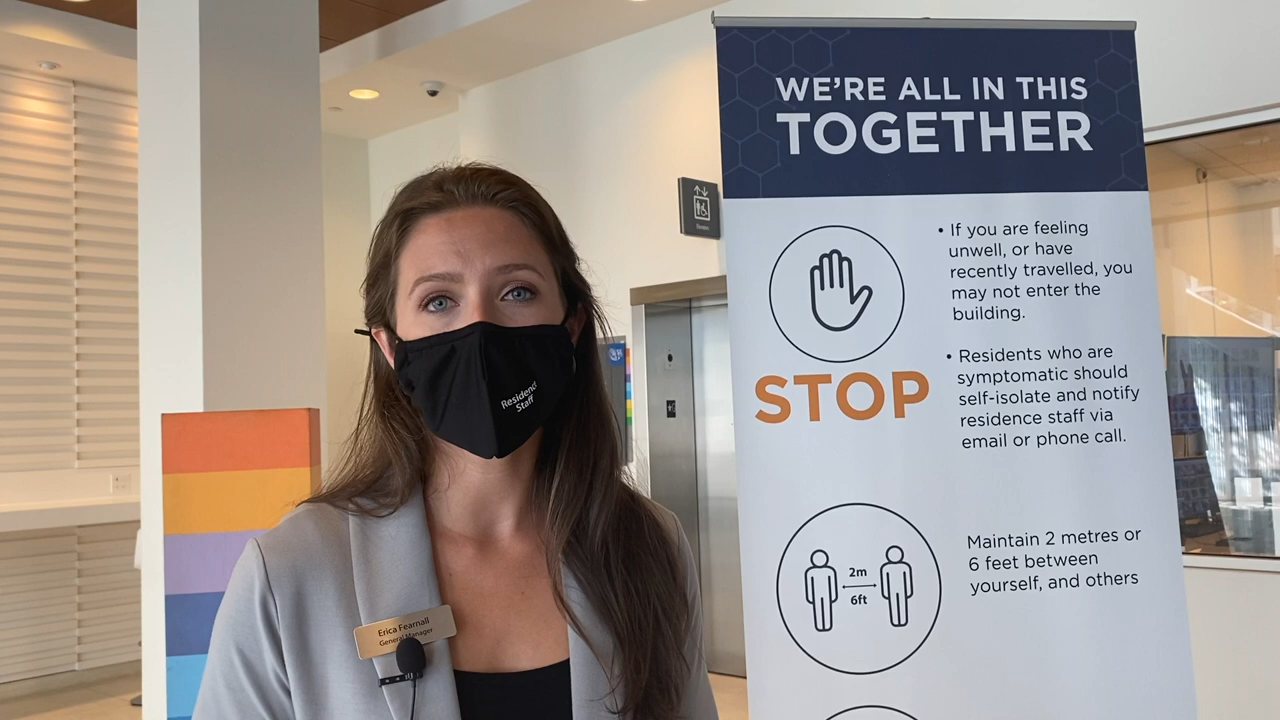 WE'RE ALL IN THIS
TOGETHER
• If you are feeling
unwell, or have
recently travelled, you
may not enter the
building.
STOP
• Residents who are
symptomatic should
self-isolate and notify
residence staff via
email or phone call.
2m
6ft
Maintain 2 metres or
6 feet between
yourself, and others
Residence
Staff
Erica Fearnall
General Manager